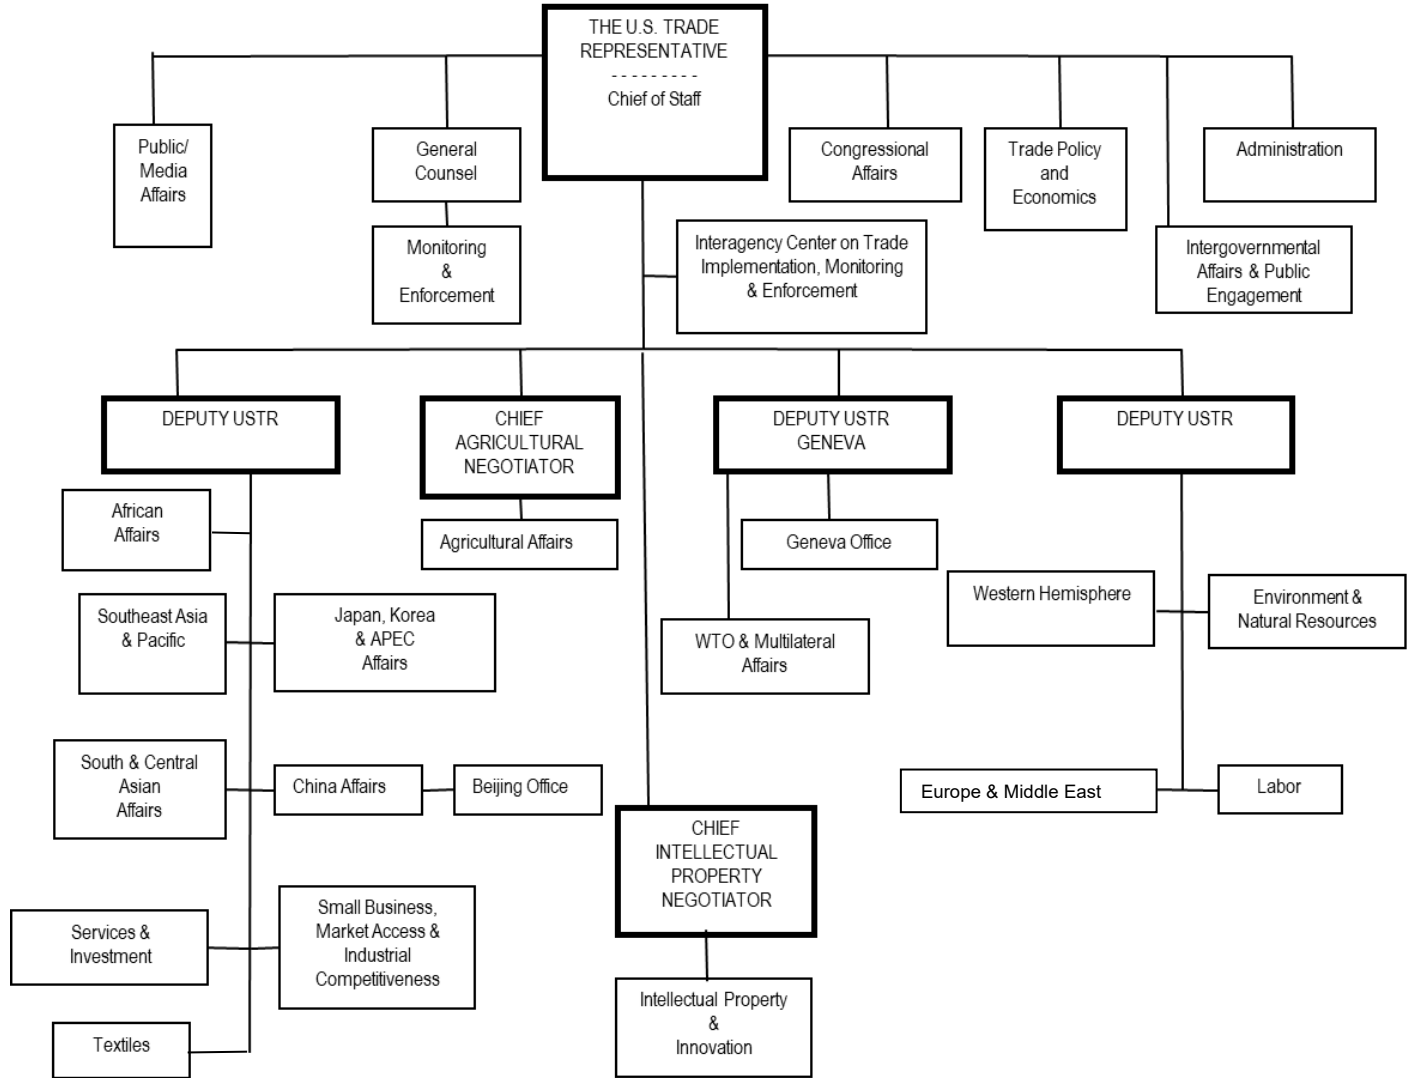 THE U.S. TRADE
REPRESENTATIVE
- - - - - - - - -
Chief of Staff
Public/
Media
Affairs
General
Counsel
Congressional
Affairs
Trade Policy
and
Economics
Administration
Monitoring
&
Enforcement
Interagency Center on Trade
Implementation, Monitoring
& Enforcement
Intergovernmental
Affairs & Public
Engagement
DEPUTY USTR
CHIEF
AGRICULTURAL
NEGOTIATOR
DEPUTY USTR
GENEVA
DEPUTY USTR
African
Affairs
Agricultural Affairs
Geneva Office
Southeast Asia
& Pacific
Japan, Korea
& APEC
Affairs
WTO & Multilateral
Affairs
Western Hemisphere
Environment &
Natural Resources
South & Central
Asian
Affairs
China Affairs
Beijing Office
Europe & Middle East
Labor
CHIEF
INTELLECTUAL
PROPERTY
NEGOTIATOR
Services &
Investment
Small Business,
Market Access &
Industrial
Competitiveness
Intellectual Property
&
Innovation
Textiles